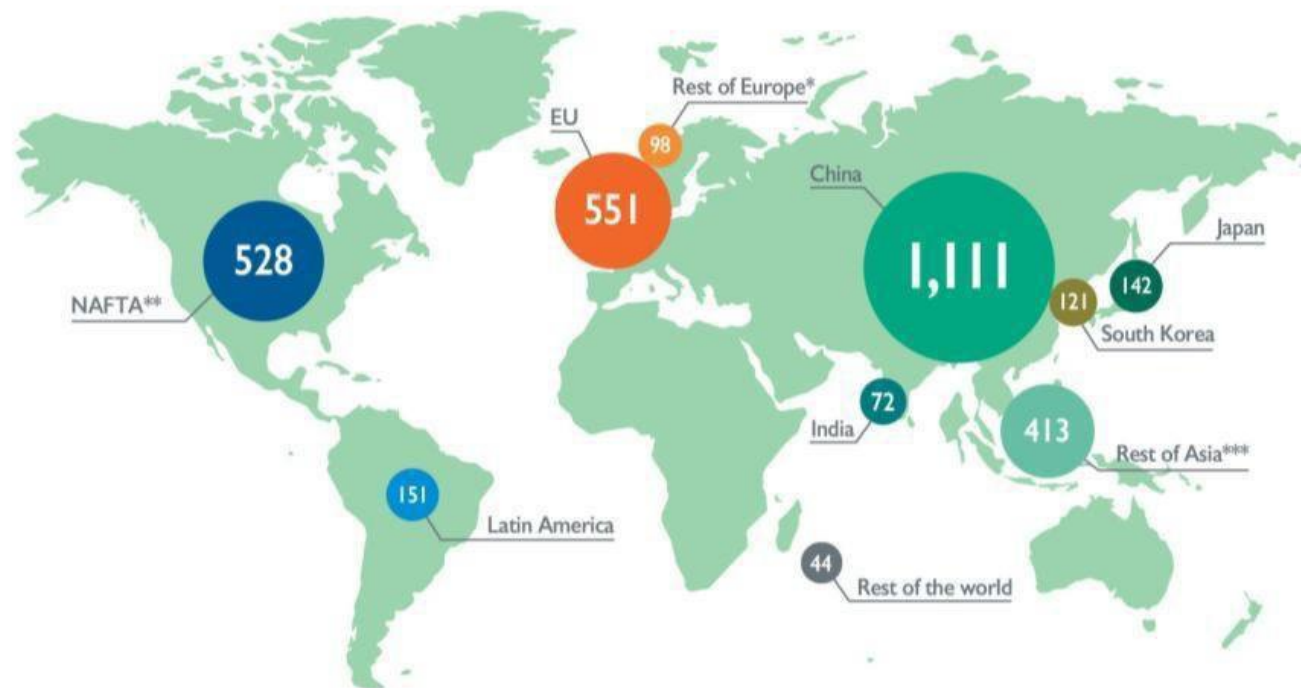 Rest of Europe*
98
EU
551
China
1,111
Japan
142
121
South Korea
528
NAFTA**
72
India
413
Rest of Asia***
151
Latin America
44
Rest of the world